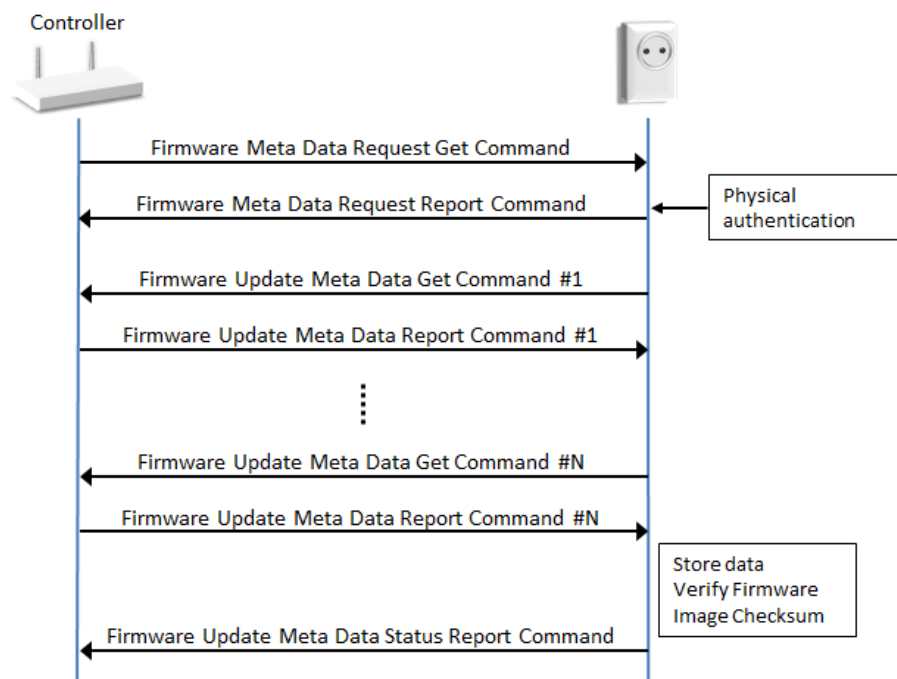 Controller
Firmware Meta Data Request Get Command
Physical
authentication
Firmware Meta Data Request Report Command
Firmware Update Meta Data Get Command #1
Firmware Update Meta Data Report Command #1
Firmware Update Meta Data Get Command #N
Firmware Update Meta Data Report Command #N
Store data
Verify Firmware
Image Checksum
Firmware Update Meta Data Status Report Command